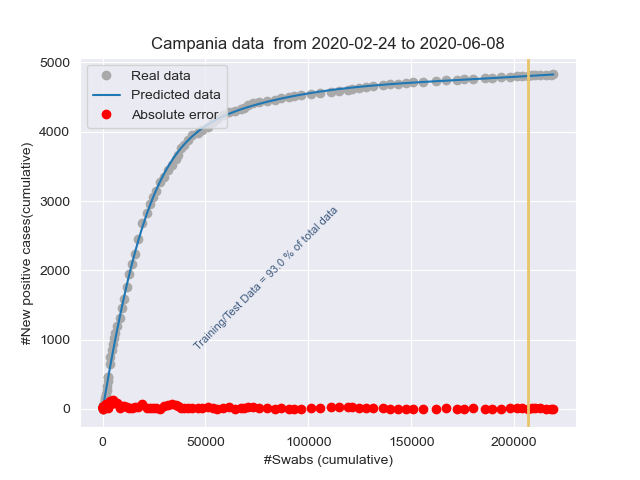 Campania data  from 2020-02-24 to 2020-06-08
Real data
Predicted data
Absolute error
5000
4000
3000
2000
1000
0
#New positive cases(cumulative)
Training/Test Data = 93.0 % of total data
0
50000
100000
150000
200000
#Swabs (cumulative)